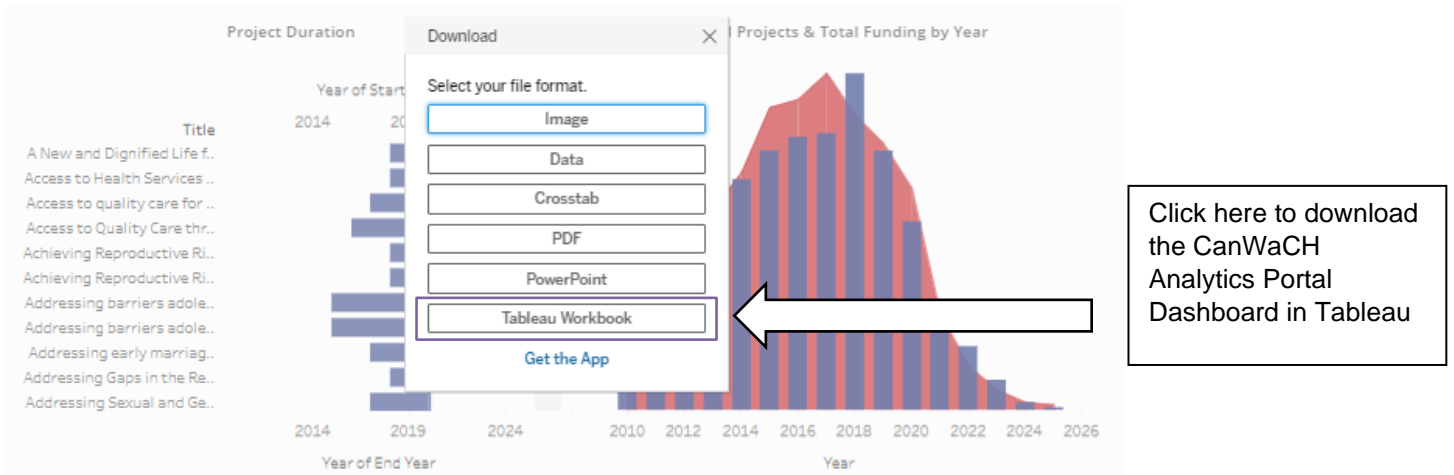 Project Duration
Download
l Projects & Total Funding by Year
Select your file format.
Year of Start
2014 20
Title
Image
Data
Crosstab
PDF
PowerPoint
Tableau Workbook
Get the App
A New and Dignified Life f..
Access to Health Services ..
Access to quality care for ..
Access to Quality Care thr..
Achieving Reproductive Ri..
Achieving Reproductive Ri..
Addressing barriers adole..
Addressing barriers adole..
Addressing early marriag..
Addressing Gaps in the Re..
Addressing Sexual and Ge..
2014 2019 2024
Year of End Year
2010 2012 2014 2016 2018 2020 2022 2024 2026
Year
Click here to download
the CanWaCH
Analytics Portal
Dashboard in Tableau